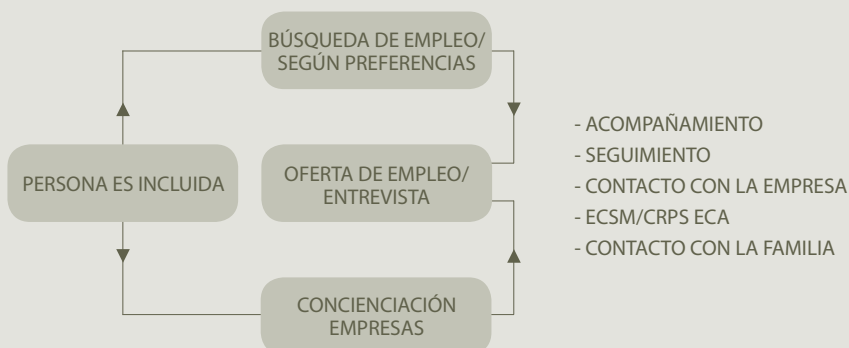 BÚSQUEDA DE EMPLEO/
SEGÚN PREFERENCIAS
PERSONA ES INCLUIDA
OFERTA DE EMPLEO/
ENTREVISTA
CONCIENCIACIÓN
EMPRESAS
- ACOMPAÑAMIENTO
- SEGUIMIENTO
- CONTACTO CON LA EMPRESA
- ECSM/CRPS ECA
- CONTACTO CON LA FAMILIA